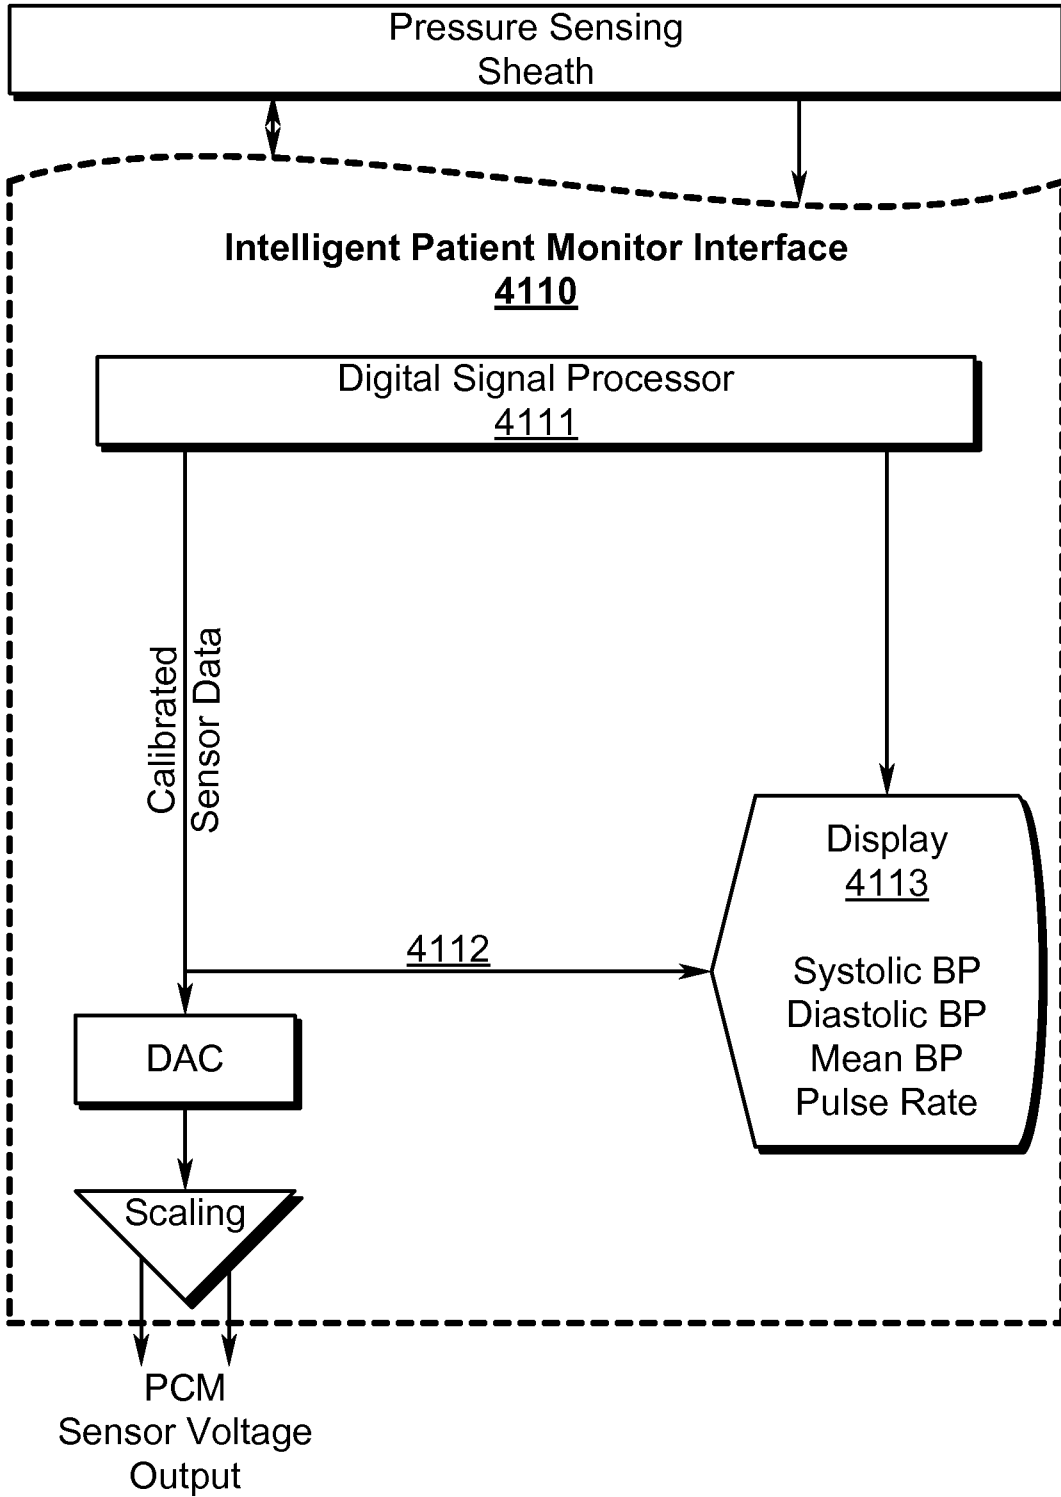 Pressure Sensing
Sheath
Intelligent Patient Monitor Interface
4110
Digital Signal Processor
4111
Calibrated
Sensor Data
4112
Display
4113
Systolic BP
Diastolic BP
Mean BP
Pulse Rate
DAC
Scaling
PCM
Sensor Voltage
Output